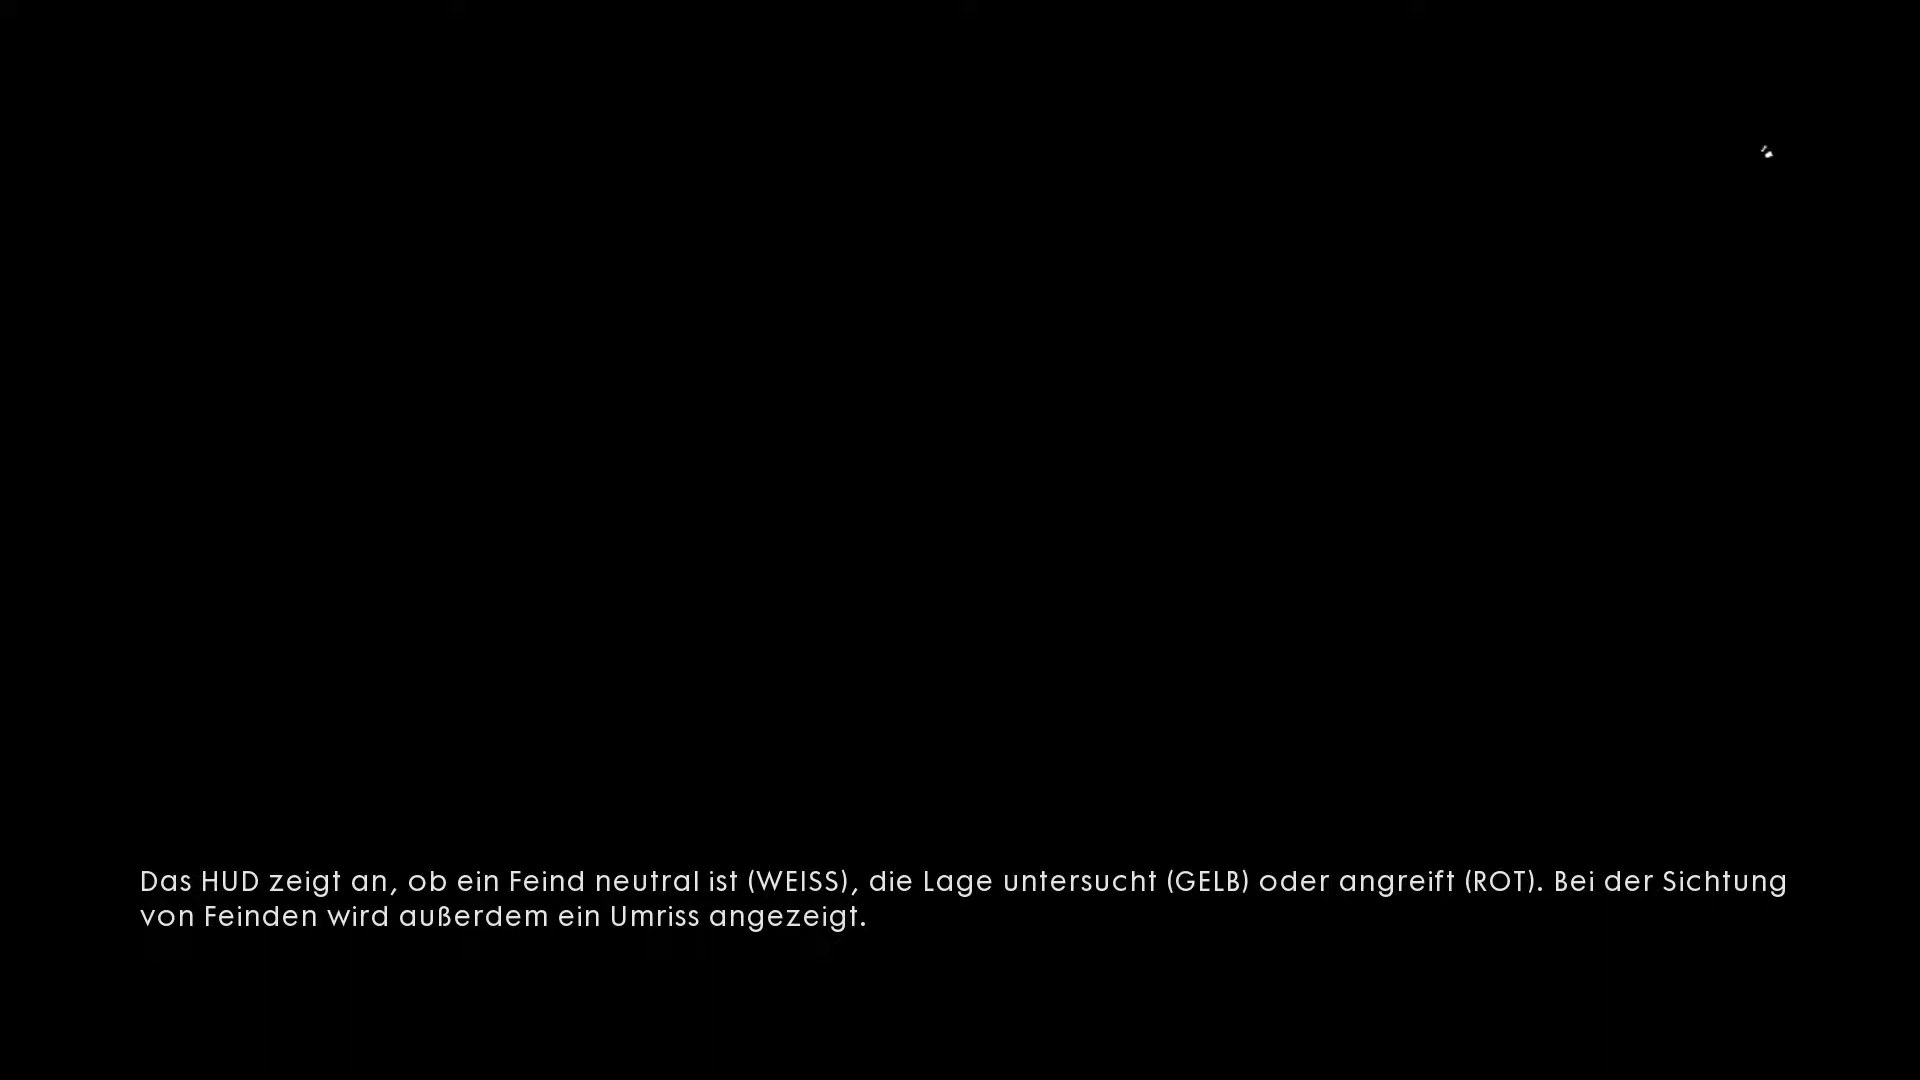 Das HUD zeigt an, ob ein Feind neutral ist (WEISS), die Lage untersucht (GELB) oder angreift (ROT). Bei der Sichtung
von Feinden wird außerdem ein Umriss angezeigt.